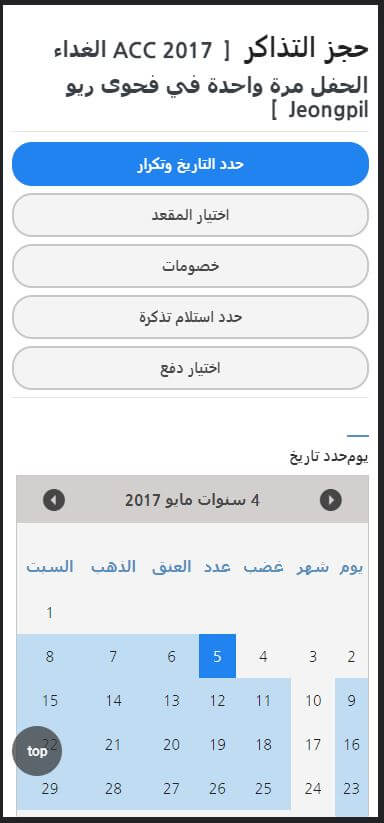 حجز التذاكر [ ACC 2017 الغداء
الحفل مرة واحدة في فحوى ريو
Jeongpil ]
حدد التاريخ وتكرار
اختيار المقعد
خصومات
حدد استلام تذكرة
اختيار دفع
يومحدد تاريخ
4 سنوات مايو 2017
يوم شهر غضب عدد العنق الذهب السبت
1
2 3 4 5 6 7 8
9 10 11 12 13 14 15
16 17 18 19 20 21 22
top
23 24 25 26 27 28 29